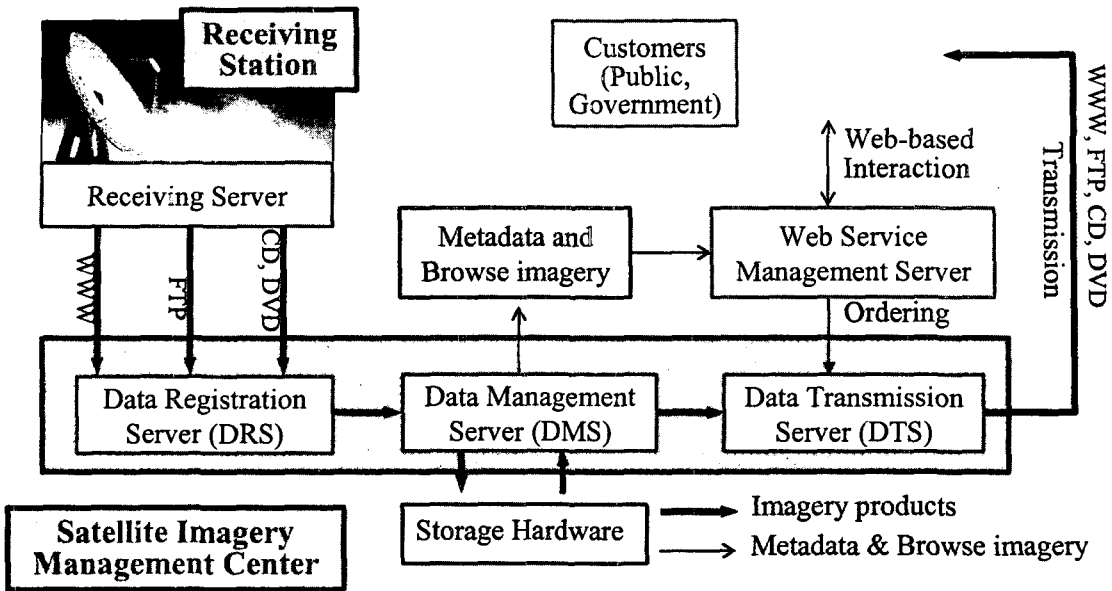 Receiving
Station
Receiving Server
WWW
FTP
CD, DVD
Customers
(Public,
Government)
Web-based
Interaction
WWW, FTP, CD, DVD
Transmission
Metadata and
Browse imagery
Web Service
Management Server
Ordering
Data Registration
Server (DRS)
Data Management
Server (DMS)
Data Transmission
Server (DTS)
Satellite Imagery
Management Center
Storage Hardware
Imagery products
Metadata & Browse imagery